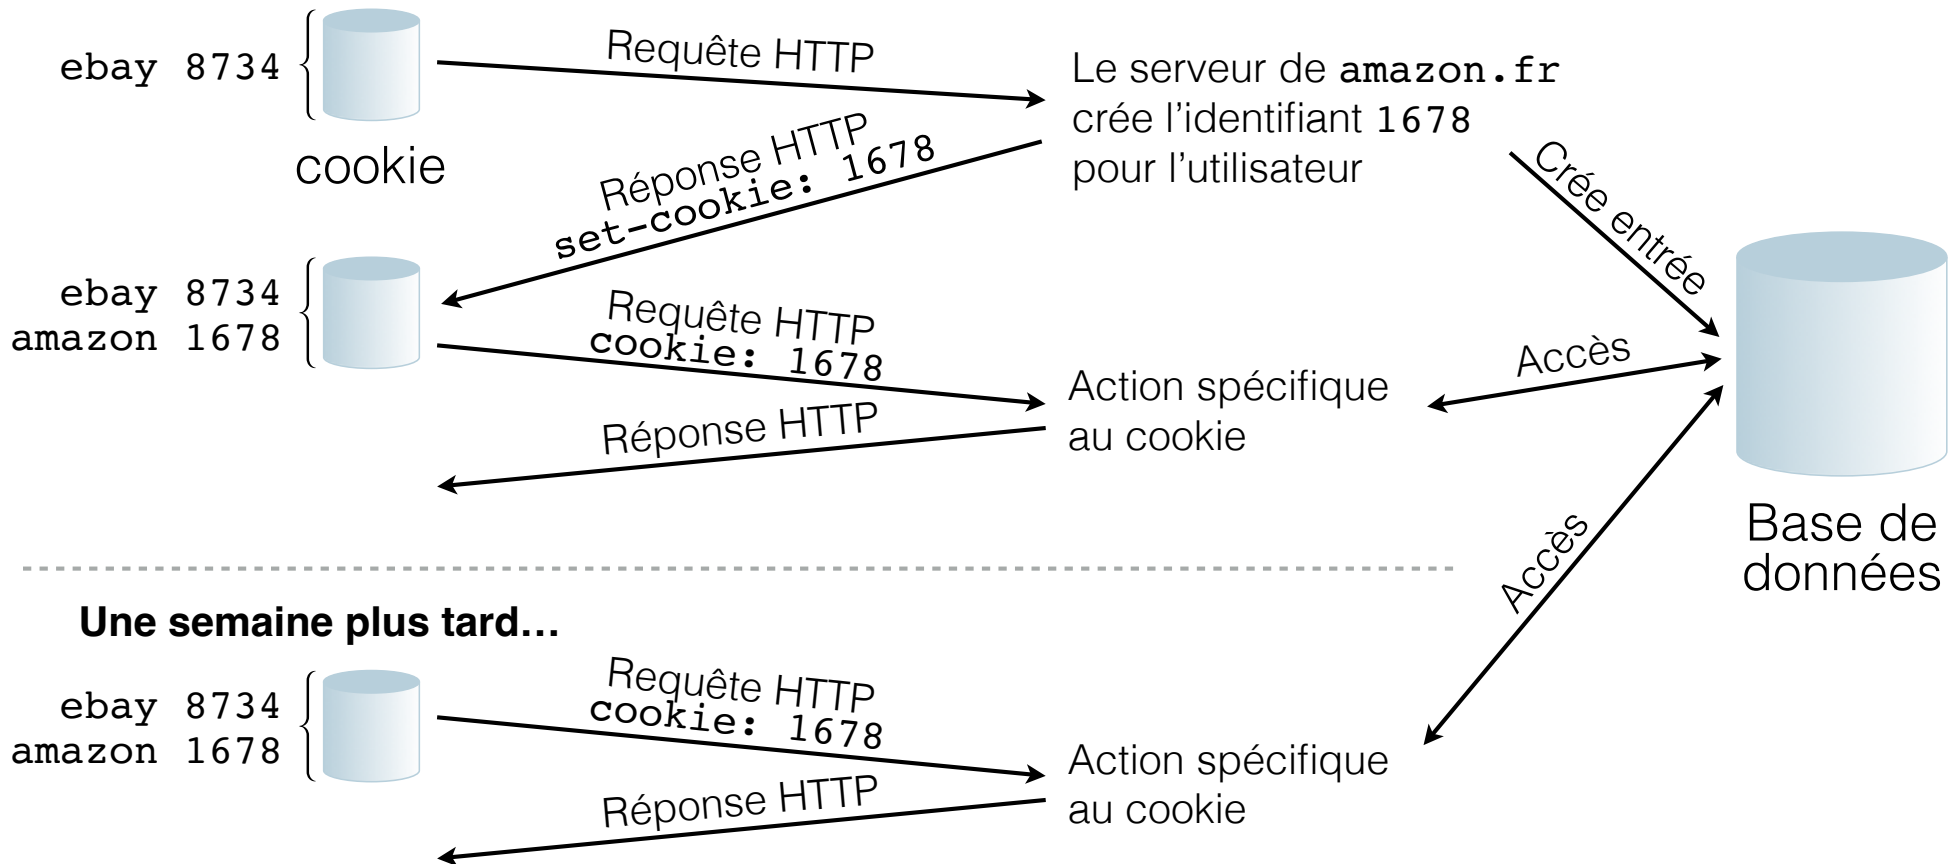 ebay 8734
cookie
Requête HTTP
Le serveur de amazon.fr
crée l'identifiant 1678
pour l'utilisateur
Réponse HTTP
set-cookie: 1678
Crée entrée
ebay 8734
amazon 1678
Requête HTTP
cookie: 1678
Action spécifique
au cookie
Accès
Réponse HTTP
Base de
données
Accès
Une semaine plus tard…
ebay 8734
amazon 1678
Requête HTTP
cookie: 1678
Action spécifique
au cookie
Réponse HTTP